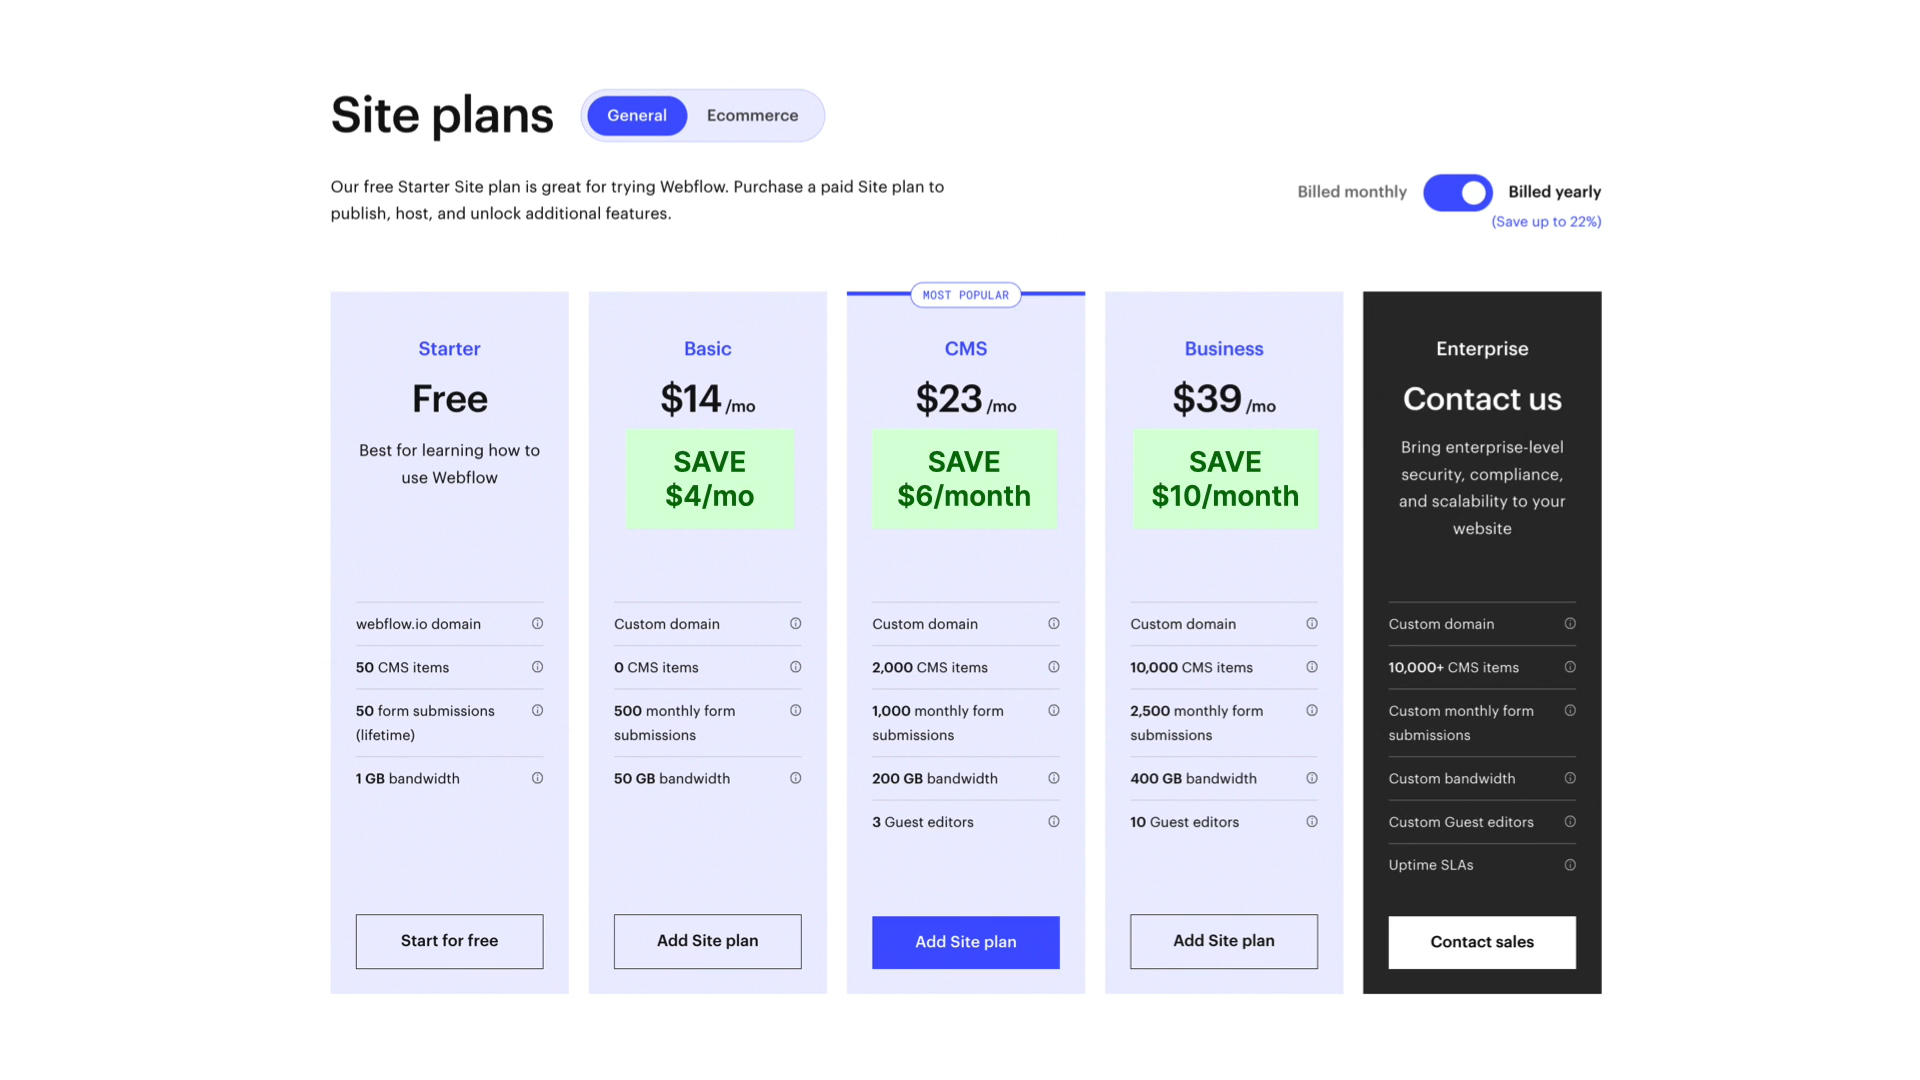 Site plans
General
Ecommerce
Our free Starter Site plan is great for trying Webflow. Purchase a paid Site plan to
publish, host, and unlock additional features.
Billed monthly
Billed yearly
(Save up to 22%)
Starter
Free
Best for learning how to
use Webflow
webflow.io domain
50 CMS items
50 form submissions
(lifetime)
1 GB bandwidth
Start for free
Basic
$14 /mo
SAVE
$4/mo
Custom domain
0 CMS items
500 monthly form
submissions
50 GB bandwidth
Add Site plan
MOST POPULAR
CMS
$23 /mo
SAVE
$6/month
Custom domain
2,000 CMS items
1,000 monthly form
submissions
200 GB bandwidth
3 Guest editors
Add Site plan
Business
$39 /mo
SAVE
$10/month
Custom domain
10,000 CMS items
2,500 monthly form
submissions
400 GB bandwidth
10 Guest editors
Add Site plan
Enterprise
Contact us
Bring enterprise-level
security, compliance,
and scalability to your
website
Custom domain
10,000+ CMS items
Custom monthly form
submissions
Custom bandwidth
Custom Guest editors
Uptime SLAs
Contact sales